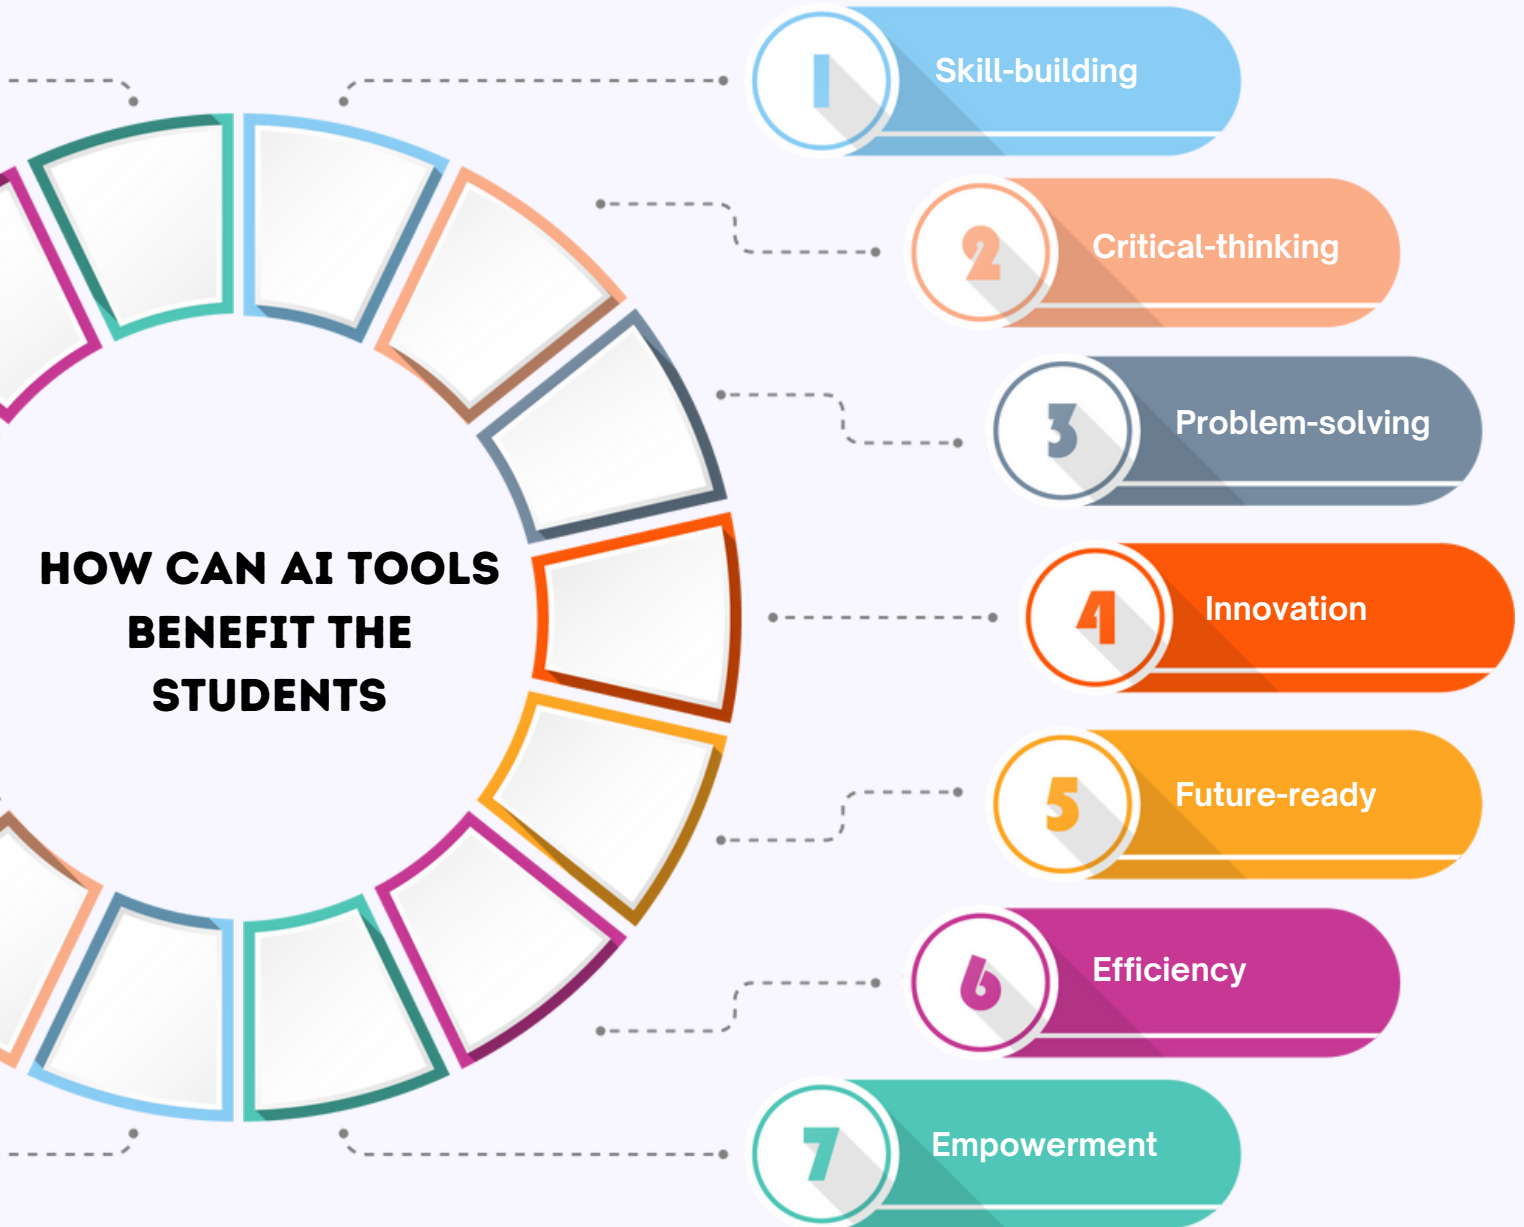 HOW CAN AI TOOLS
BENEFIT THE
STUDENTS
1
Skill-building
2
Critical-thinking
3
Problem-solving
4
Innovation
5
Future-ready
6
Efficiency
7
Empowerment